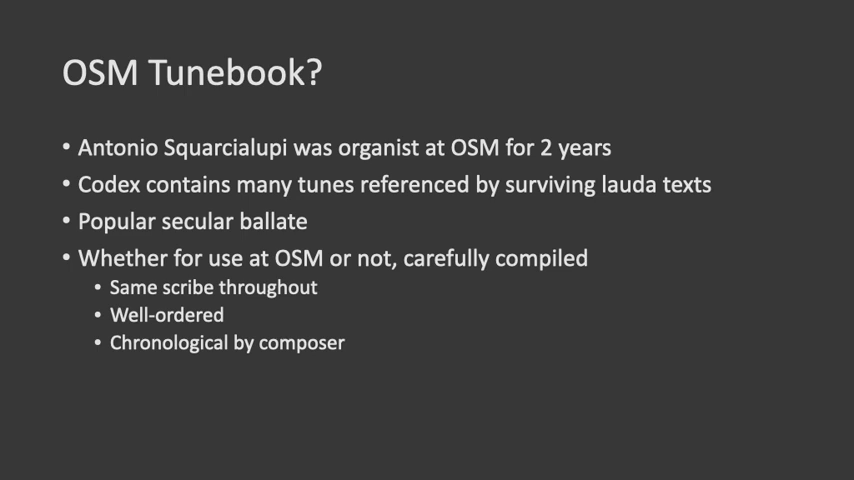 OSM Tunebook?
• Antonio Squarcialupi was organist at OSM for 2 years
• Codex contains many tunes referenced by surviving lauda texts
• Popular secular ballate
• Whether for use at OSM or not, carefully compiled
• Same scribe throughout
• Well-ordered
• Chronological by composer